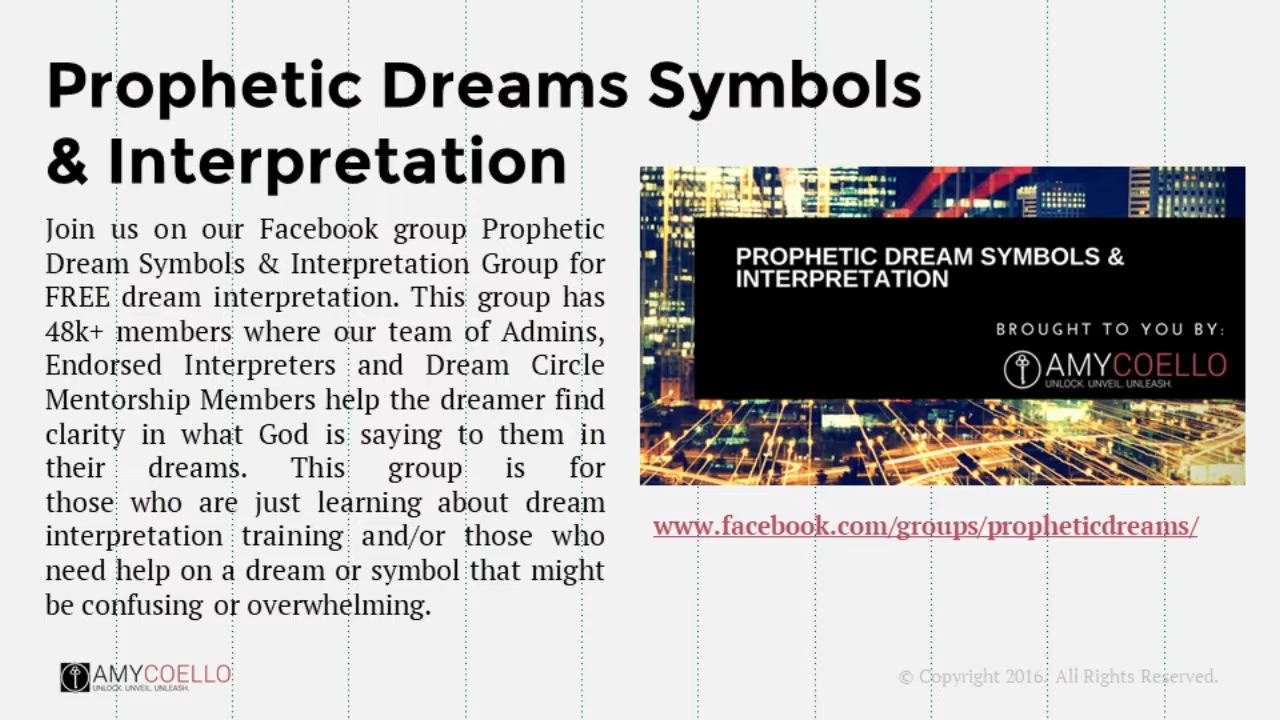 Prophetic Dreams Symbols
& Interpretation
Join us on our Facebook group Prophetic
Dream Symbols & Interpretation Group for
FREE dream interpretation. This group has
48k+ members where our team of Admins,
Endorsed Interpreters and Dream Circle
Mentorship Members help the dreamer find
clarity in what God is saying to them in
their dreams. This group is for
those who are just learning about dream
interpretation training and/or those who
need help on a dream or symbol that might
be confusing or overwhelming.
PROPHETIC DREAM SYMBOLS &
INTERPRETATION
BROUGHT TO YOU BY:
AMYCOELLO
UNLOCK. UNVEIL. UNLEASH.
www.facebook.com/groups/propheticdreams/
AMYCOELLO
UNLOCK. UNVEIL. UNLEASH.
© Copyright 2016. All Rights Reserved.